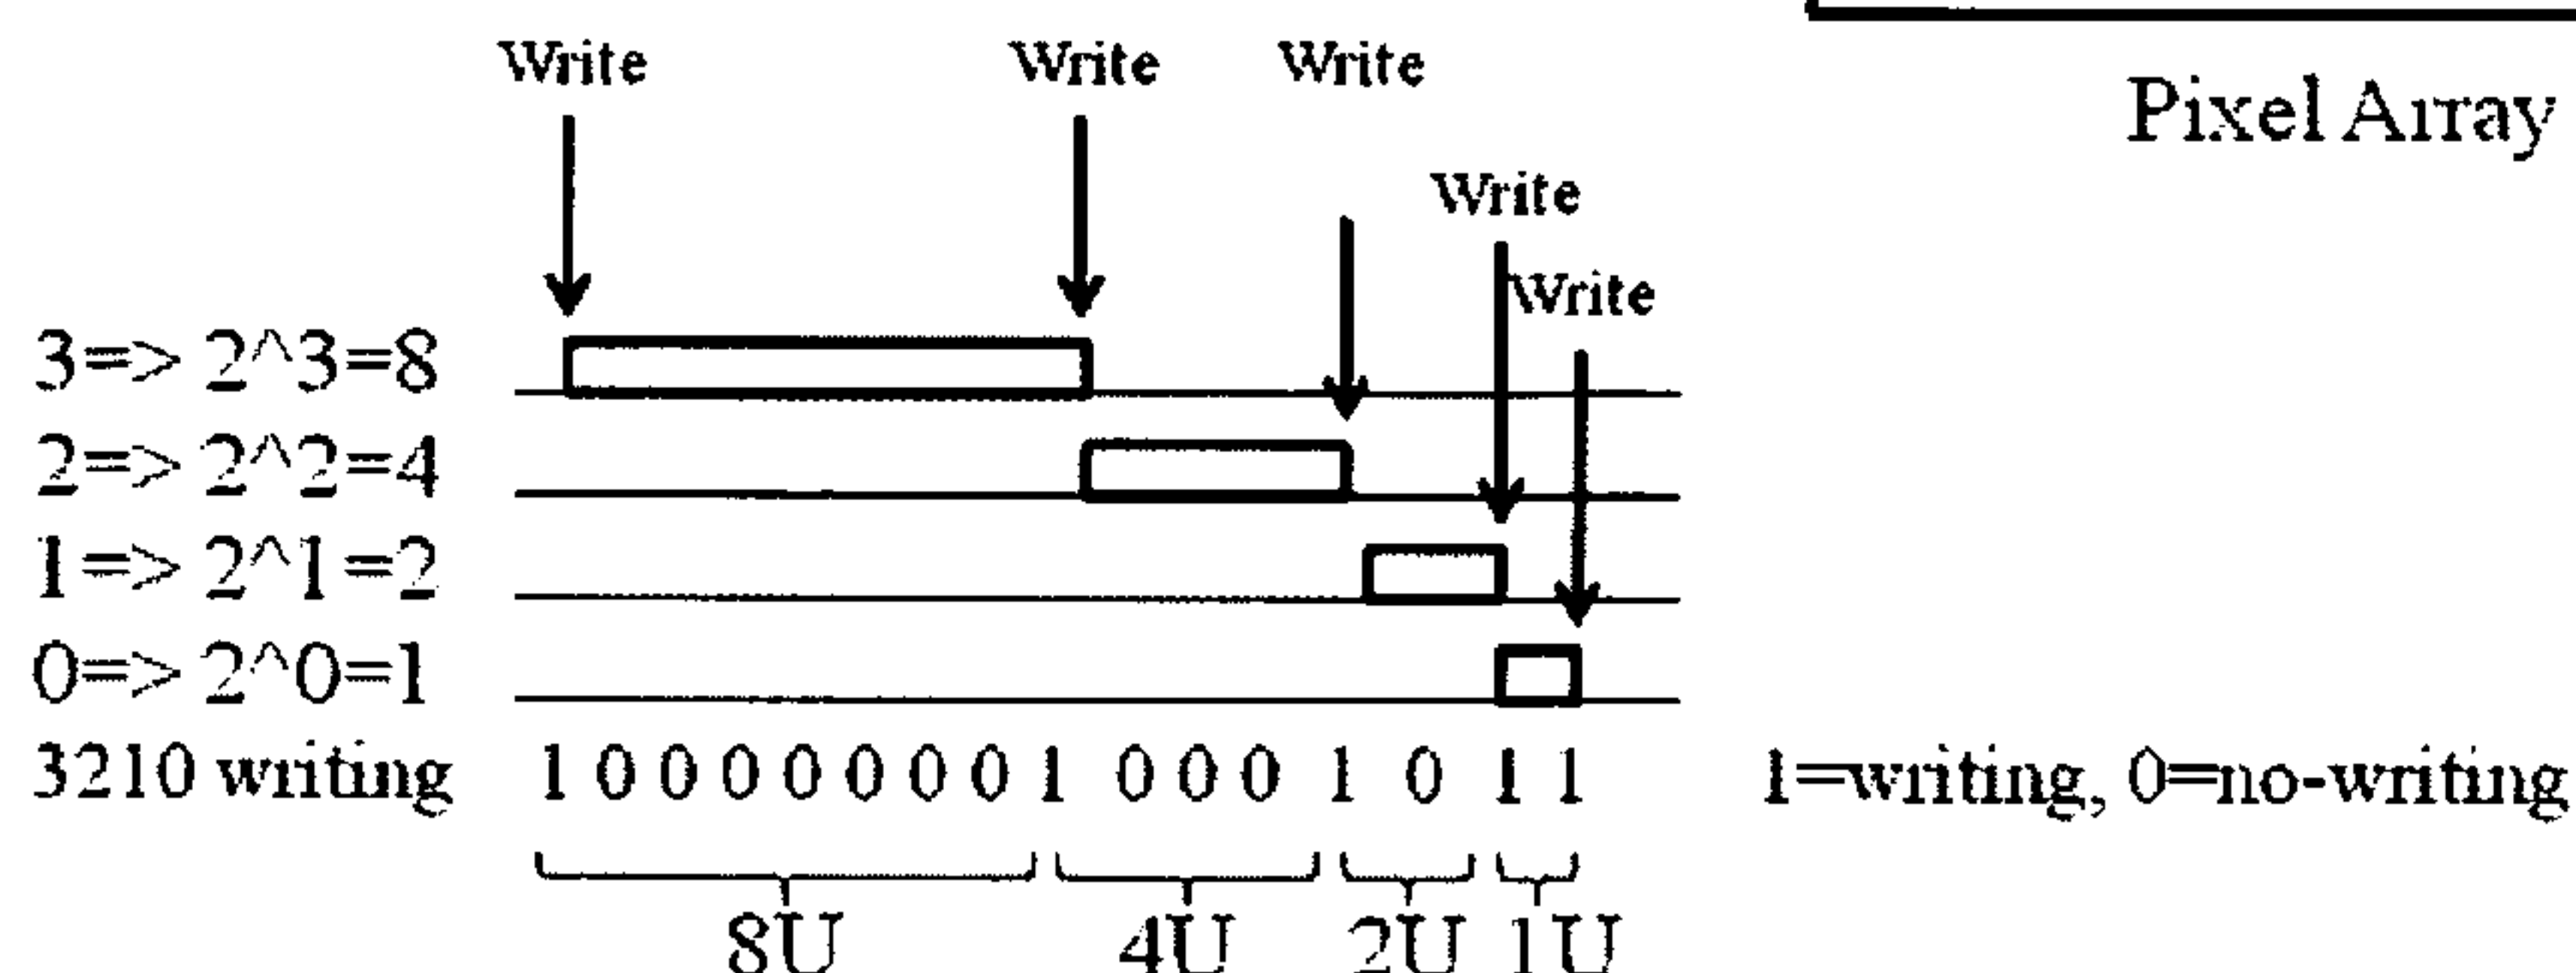 Write Write Write
Pixel Array
Write
Write
3=> 2^3=8
2=> 2^2=4
1=> 2^1=2
0=> 2^0=1
3210 writing 1 0 0 0 0 0 0 0 1 0 0 0 1 0 1 1 1=writing, 0=no-writing
8U 4U 2U 1U